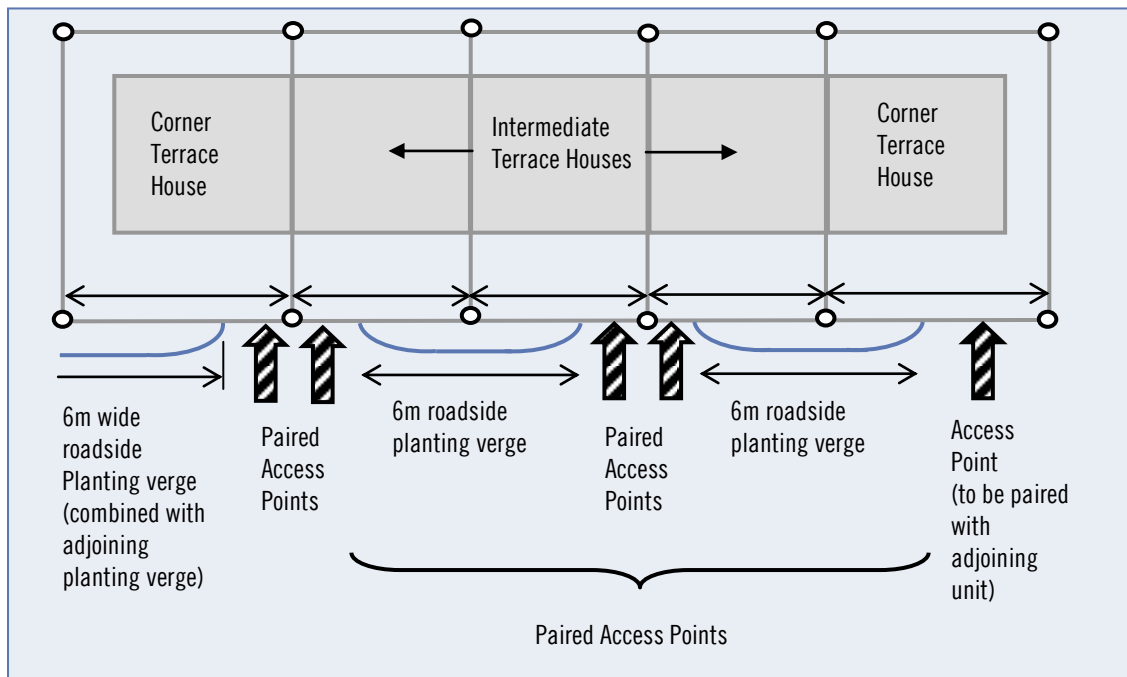 Corner
Terrace
House
Intermediate
Terrace Houses
Corner
Terrace
House
6m wide
roadside
Planting verge
(combined with
adjoining
planting verge)
Paired
Access
Points
6m roadside
planting verge
Paired
Access
Points
6m roadside
planting verge
Access
Point
(to be paired
with
adjoining
unit)
Paired Access Points